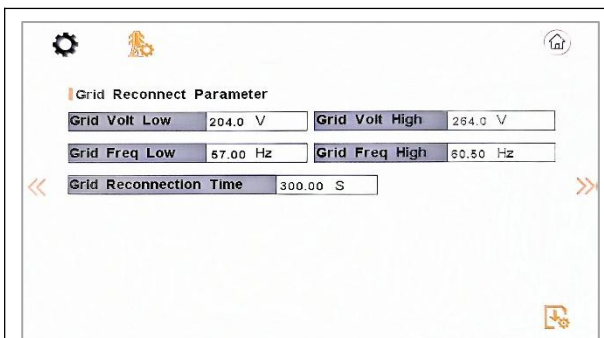 Grid Reconnect Parameter
Grid Volt Low 204.0 V Grid Volt High 264.0 V
Grid Freq Low 57.00 Hz Grid Freq High 60.50 Hz
Grid Reconnection Time 300.00 S